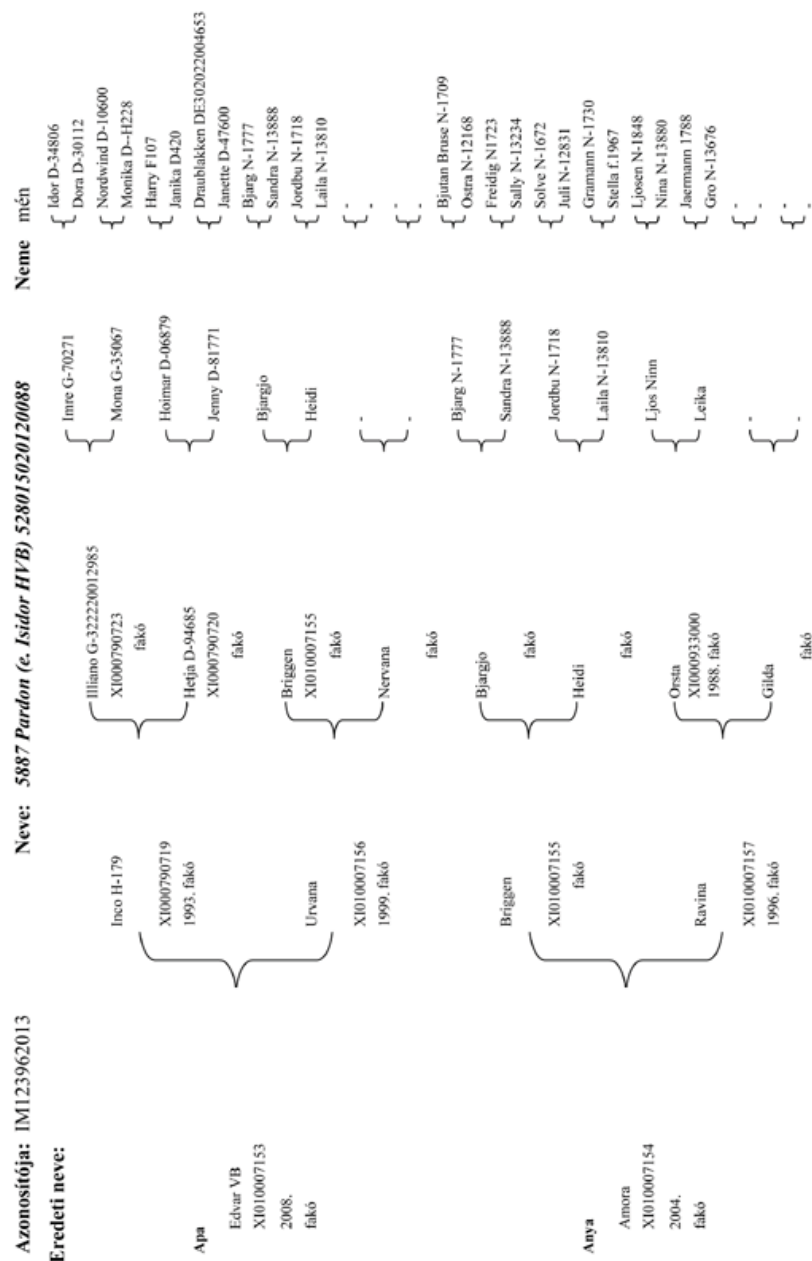 Azonosítója: IM123962013 Neve: 5887 Pardon (e. Isidor HVB) 528015020120088 Neme mén
Eredeti neve:
Apa
Edvar VB
XI010007153
2008.
fakó
Anya
Amora
XI010007154
2004.
fakó
Inco H-179
XI000790719
1993. fakó
Urvana
XI010007156
1999. fakó
Briggen
XI010007155
fakó
Ravina
XI010007157
1996. fakó
Illiano G-322220012985
XI000790723
fakó
Hetja D-94685
XI000790720
fakó
Briggen
XI010007155
fakó
Nervana
fakó
Bjargjo
fakó
Heidi
fakó
Orsta
XI000933000
1988. fakó
Gilda
fakó
Imre G-70271
Mona G-35067
Hoimar D-06879
Jenny D-81771
Bjargjo
Heidi
-
-
Bjarg N-1777
Sandra N-13888
Jordbu N-1718
Laila N-13810
Ljos Ninn
Leika
-
-
Idor D-34806
Dora D-30112
Nordwind D-10600
Monika D--H228
Harry F107
Janika D420
Draublakken DE302022004653
Janette D-47600
Bjarg N-1777
Sandra N-13888
Jordbu N-1718
Laila N-13810
-
-
-
-
Bjutan Bruse N-1709
Ostra N-12168
Freidig N1723
Sally N-13234
Solve N-1672
Juli N-12831
Gramann N-1730
Stella f.1967
Ljosen N-1848
Nina N-13880
Jaermann 1788
Gro N-13676
-
-
-
-